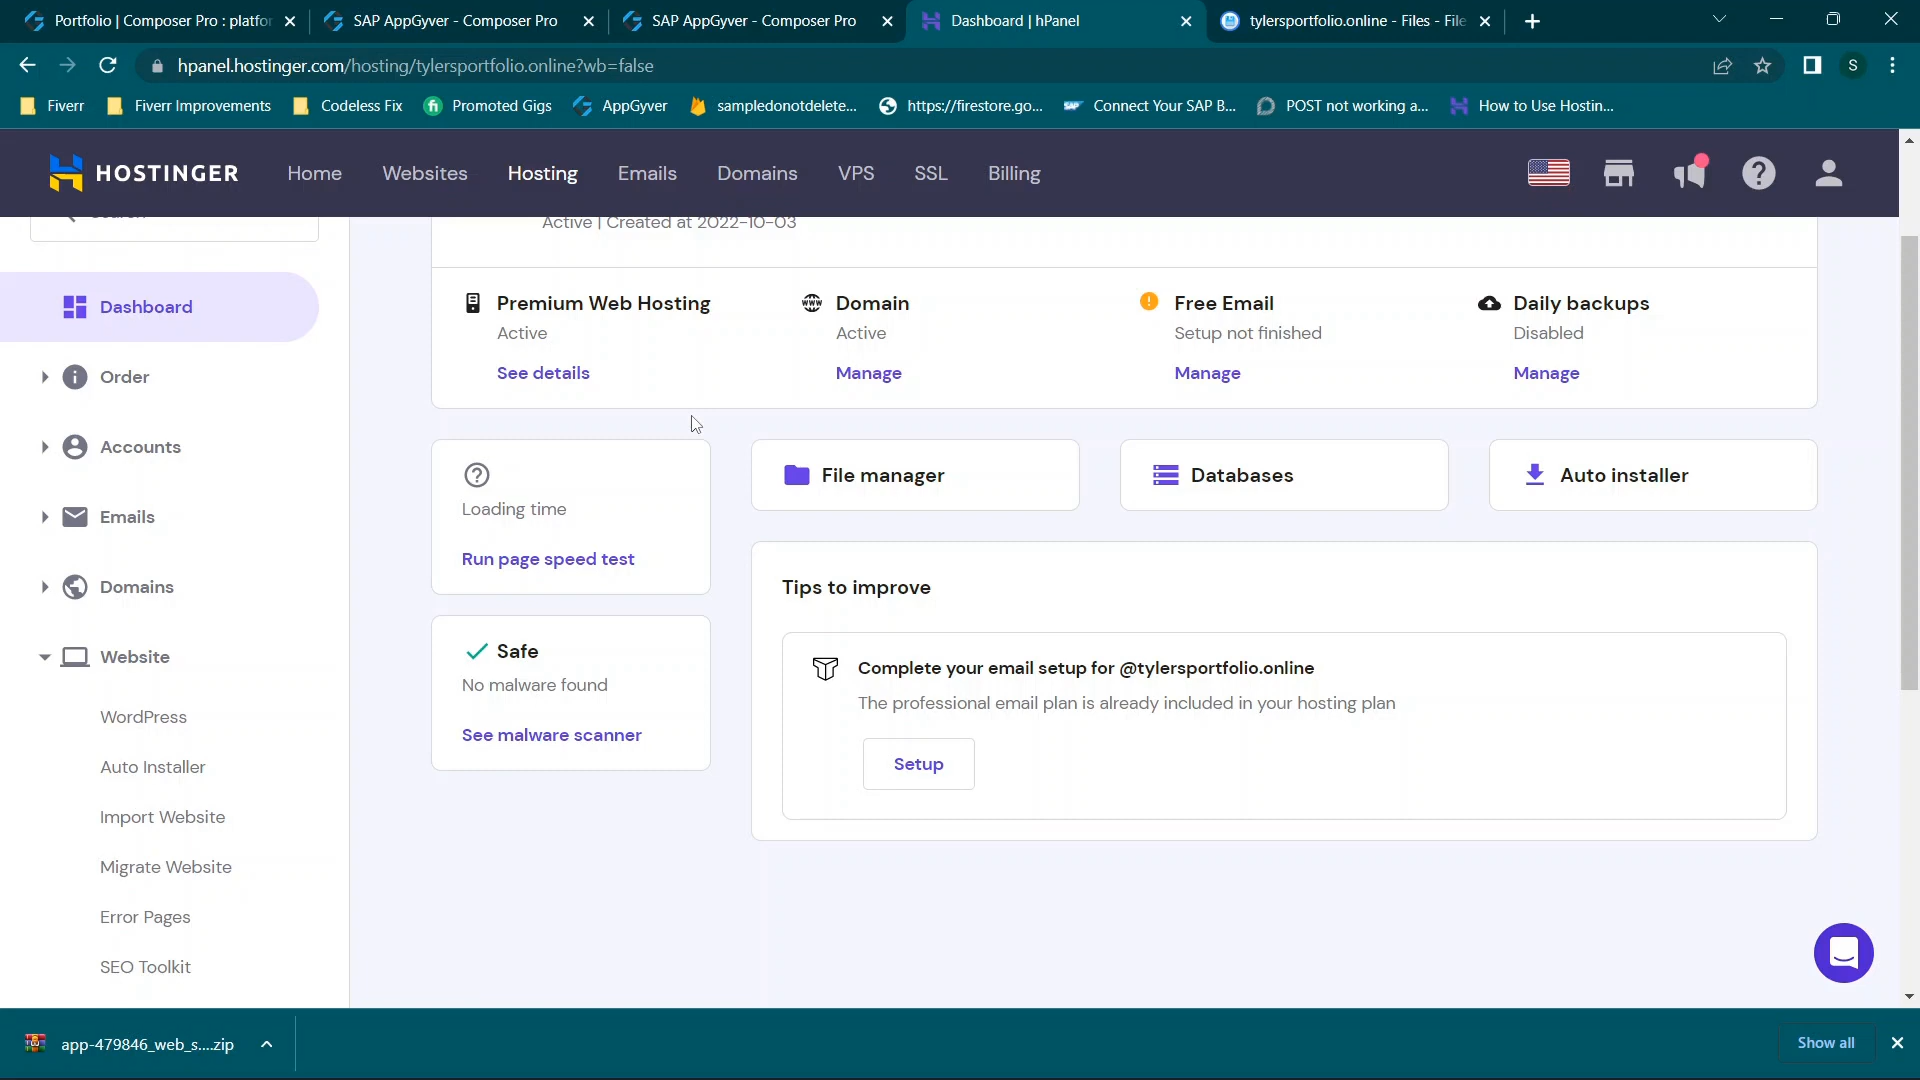 Portfolio | Composer Pro : platfor
SAP AppGyver - Composer Pro
SAP AppGyver - Composer Pro
Dashboard | hPanel
tylersportfolio.online - Files - File
hpanel.hostinger.com/hosting/tylersportfolio.online?wb=false
S
Fiverr
Fiverr Improvements
Codeless Fix
Promoted Gigs
AppGyver
sampledonotdelete...
https://firestore.go...
Connect Your SAP B...
POST not working a...
How to Use Hostin...
HOSTINGER
Home
Websites
Hosting
Emails
Domains
VPS
SSL
Billing
Search
Active | Created at 2022-10-03
Dashboard
Order
Accounts
Emails
Domains
Website
WordPress
Auto Installer
Import Website
Migrate Website
Error Pages
SEO Toolkit
Premium Web Hosting
Active
See details
Domain
Active
Manage
Free Email
Setup not finished
Manage
Daily backups
Disabled
Manage
Loading time
Run page speed test
File manager
Databases
Auto installer
Safe
No malware found
See malware scanner
Tips to improve
Complete your email setup for @tylersportfolio.online
The professional email plan is already included in your hosting plan
Setup
app-479846_web_s....zip
Show all